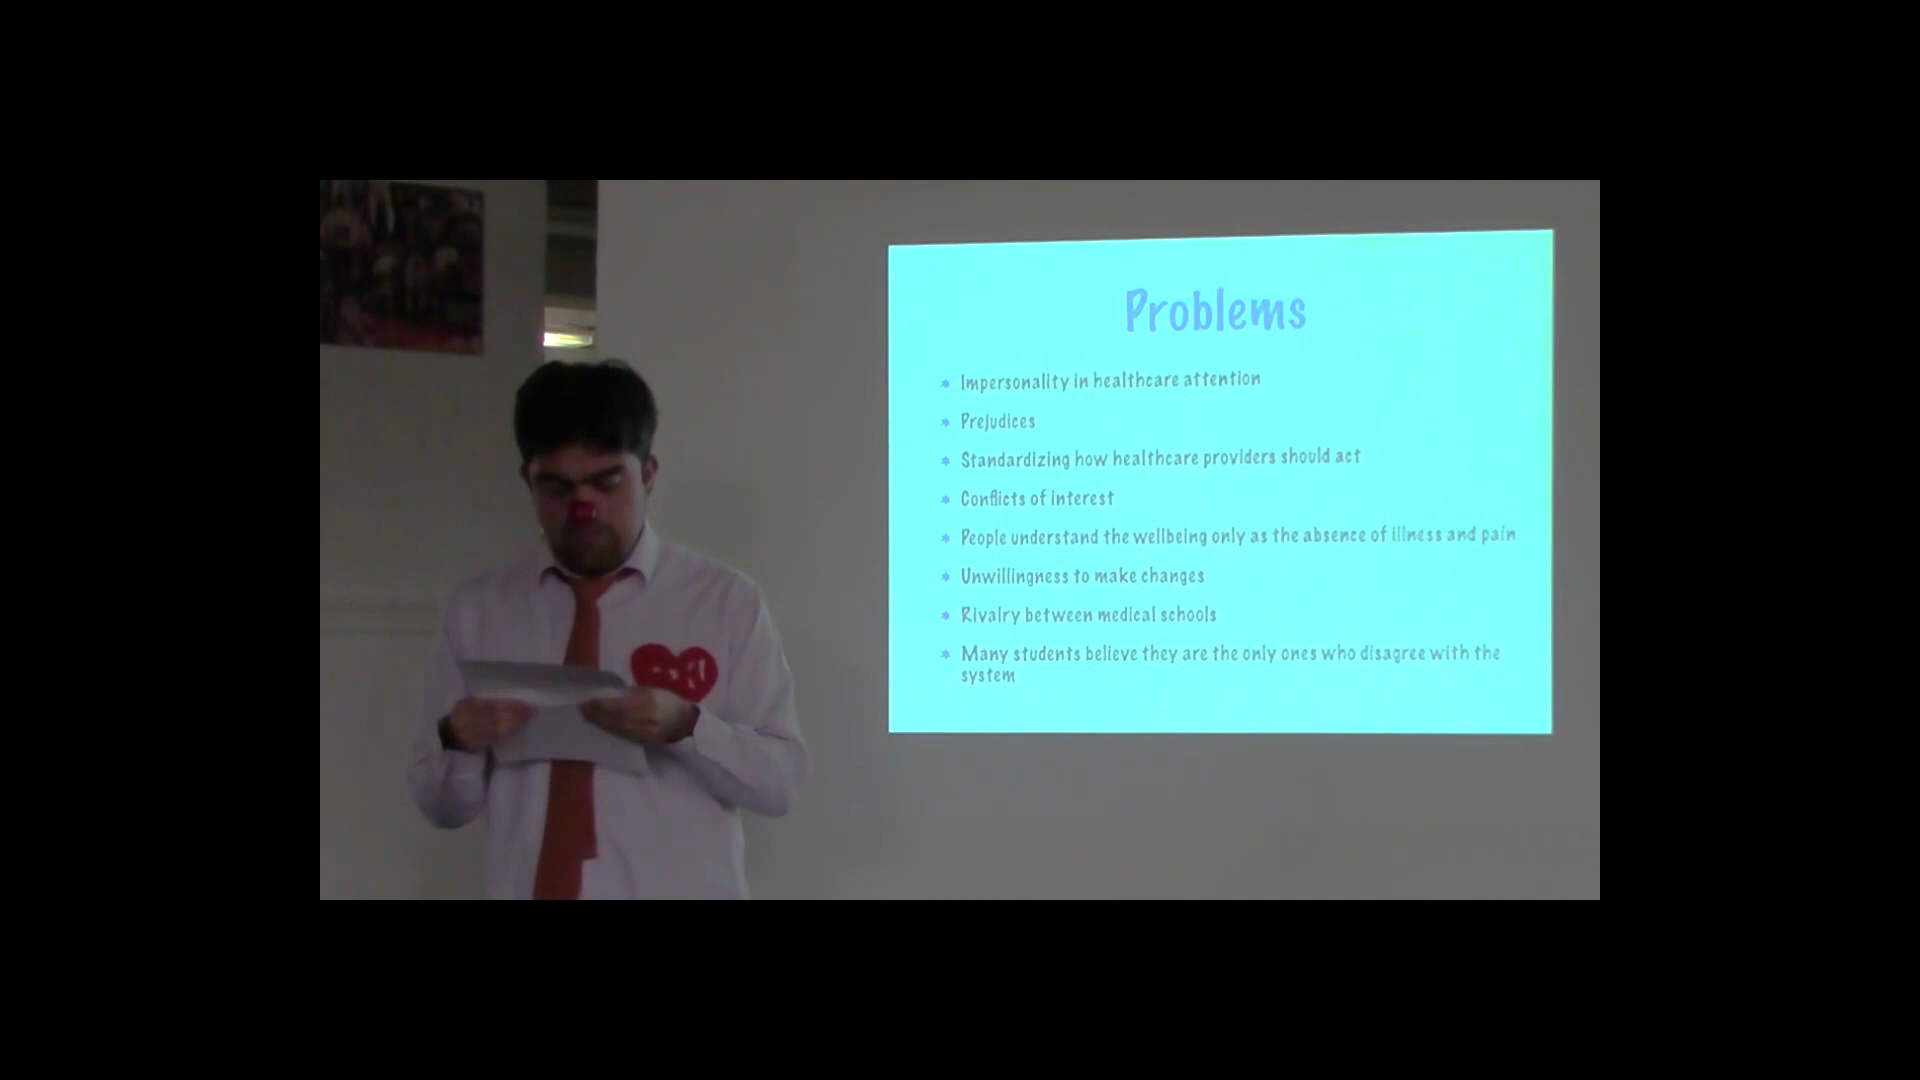 Problems
Impersonality in healthcare attention
Prejudices
Standardizing how healthcare providers should act
Conflicts of interest
People understand the wellbeing only as the absence of illness and pain
Unwillingness to make changes
Rivalry between medical schools
Many students believe they are the only ones who disagree with the
system